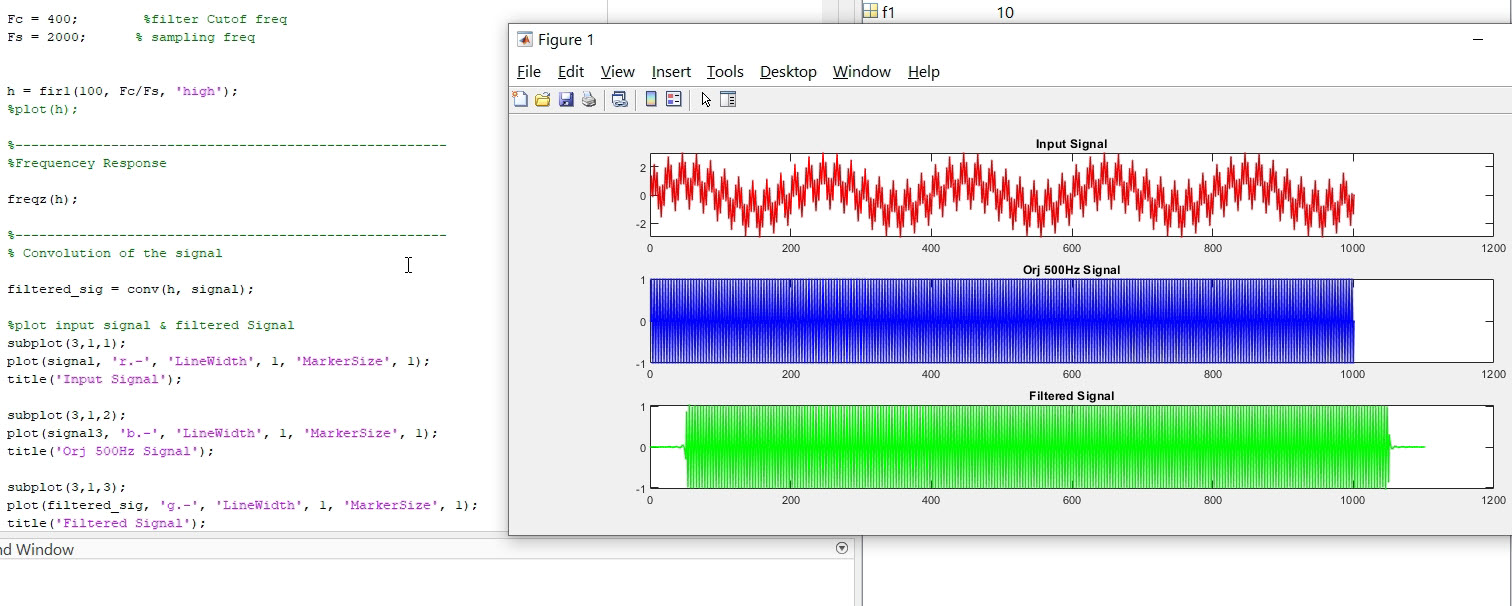 Fc = 400;        %filter Cutof freq
Fs = 2000;      % sampling freq
h = fir1(100, Fc/Fs, 'high');
%plot(h);
%------------------------------------------------------
%Frequencey Response
freqz(h);
%------------------------------------------------------
% Convolution of the signal
filtered_sig = conv(h, signal);
%plot input signal & filtered Signal
subplot(3,1,1);
plot(signal, 'r.-', 'LineWidth', 1, 'MarkerSize', 1);
title('Input Signal');
subplot(3,1,2);
plot(signal3, 'b.-', 'LineWidth', 1, 'MarkerSize', 1);
title('Orj 500Hz Signal');
subplot(3,1,3);
plot(filtered_sig, 'g.-', 'LineWidth', 1, 'MarkerSize', 1);
title('Filtered Signal');
nd Window
f1 10
Figure 1
File Edit View Insert Tools Desktop Window Help
Input Signal
2
0
-2
0 200 400 600 800 1000 1200
Orj 500Hz Signal
1
0
-1
0 200 400 600 800 1000 1200
Filtered Signal
1
0
-1
0 200 400 600 800 1000 1200